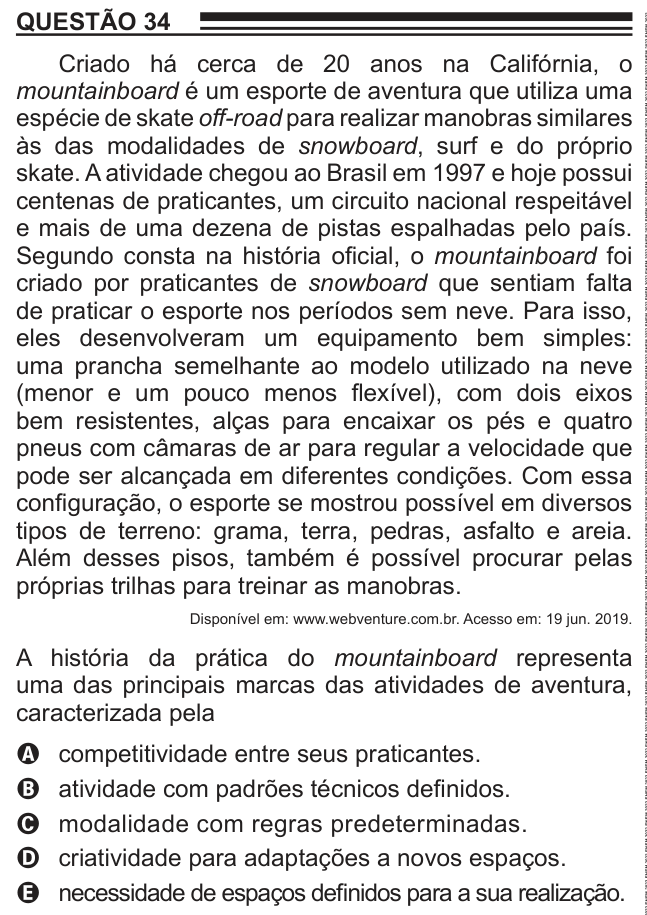 QUESTÃO 34
Criado há cerca de 20 anos na Califórnia, o
mountainboard é um esporte de aventura que utiliza uma
espécie de skate off-road para realizar manobras similares
às das modalidades de snowboard, surf e do próprio
skate. A atividade chegou ao Brasil em 1997 e hoje possui
centenas de praticantes, um circuito nacional respeitável
e mais de uma dezena de pistas espalhadas pelo país.
Segundo consta na história oficial, o mountainboard foi
criado por praticantes de snowboard que sentiam falta
de praticar o esporte nos períodos sem neve. Para isso,
eles desenvolveram um equipamento bem simples:
uma prancha semelhante ao modelo utilizado na neve
(menor e um pouco menos flexível), com dois eixos
bem resistentes, alças para encaixar os pés e quatro
pneus com câmaras de ar para regular a velocidade que
pode ser alcançada em diferentes condições. Com essa
configuração, o esporte se mostrou possível em diversos
tipos de terreno: grama, terra, pedras, asfalto e areia.
Além desses pisos, também é possível procurar pelas
próprias trilhas para treinar as manobras.
Disponível em: www.webventure.com.br. Acesso em: 19 jun. 2019.
A história da prática do mountainboard representa
uma das principais marcas das atividades de aventura,
caracterizada pela
A competitividade entre seus praticantes.
B atividade com padrões técnicos definidos.
C modalidade com regras predeterminadas.
D criatividade para adaptações a novos espaços.
E necessidade de espaços definidos para a sua realização.